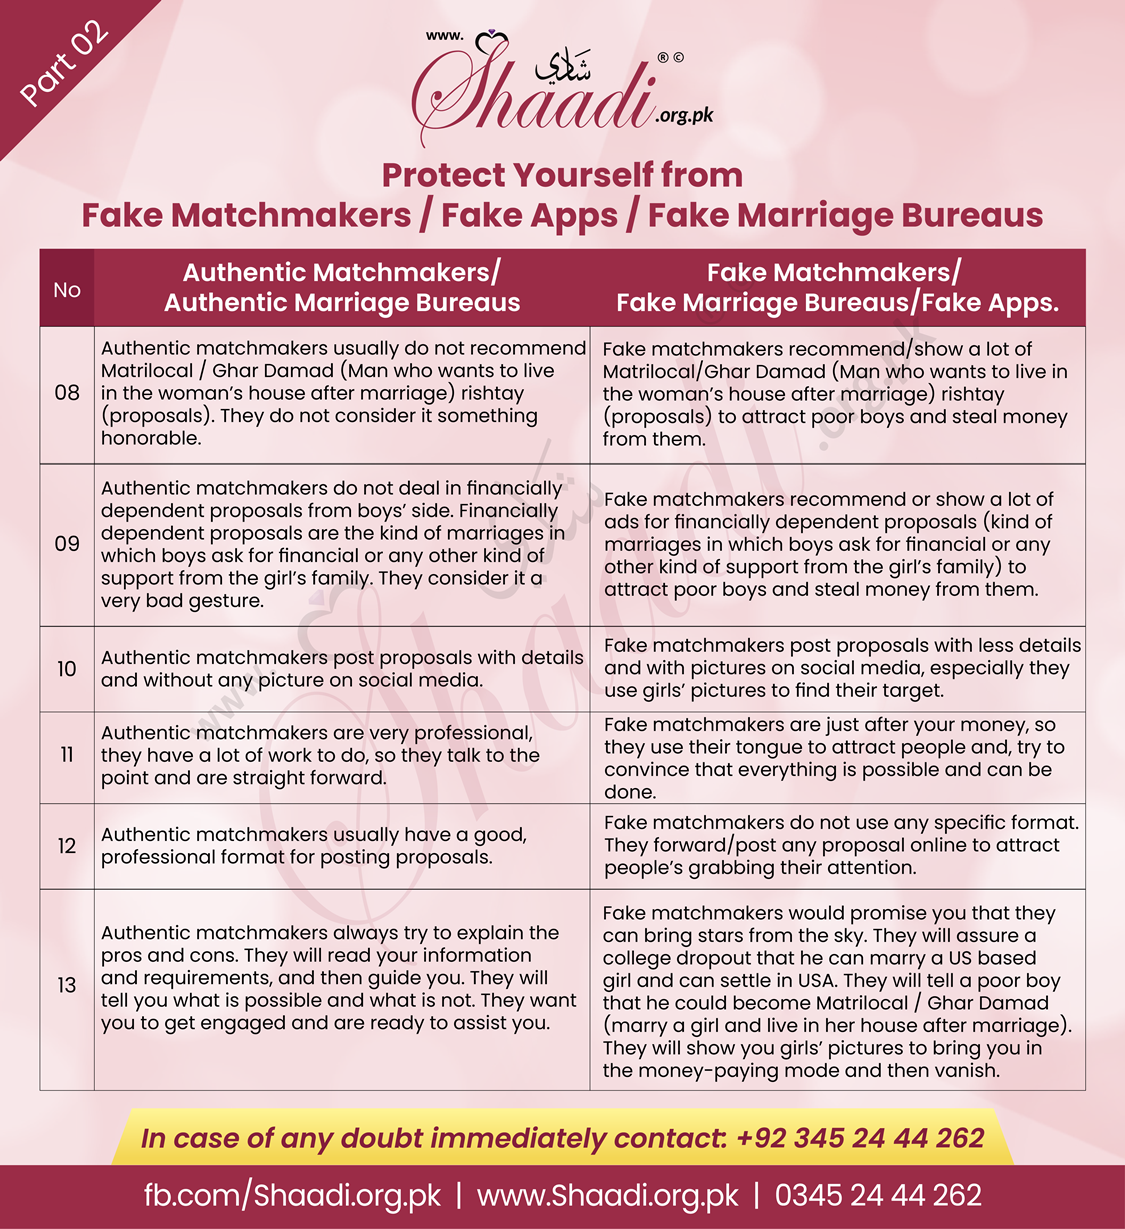 Part 02
www.
شادي
Shaadi
® ©
.org.pk
Protect Yourself from
Fake Matchmakers / Fake Apps / Fake Marriage Bureaus
No
Authentic Matchmakers/
Authentic Marriage Bureaus
Fake Matchmakers/
Fake Marriage Bureaus/Fake Apps.
08
Authentic matchmakers usually do not recommend
Matrilocal / Ghar Damad (Man who wants to live
in the woman's house after marriage) rishtay
(proposals). They do not consider it something
honorable.
Fake matchmakers recommend/show a lot of
Matrilocal/Ghar Damad (Man who wants to live in
the woman's house after marriage) rishtay
(proposals) to attract poor boys and steal money
from them.
09
Authentic matchmakers do not deal in financially
dependent proposals from boys' side. Financially
dependent proposals are the kind of marriages in
which boys ask for financial or any other kind of
support from the girl's family. They consider it a
very bad gesture.
Fake matchmakers recommend or show a lot of
ads for financially dependent proposals (kind of
marriages in which boys ask for financial or any
other kind of support from the girl's family) to
attract poor boys and steal money from them.
10
Authentic matchmakers post proposals with details
and without any picture on social media.
Fake matchmakers post proposals with less details
and with pictures on social media, especially they
use girls' pictures to find their target.
11
Authentic matchmakers are very professional,
they have a lot of work to do, so they talk to the
point and are straight forward.
Fake matchmakers are just after your money, so
they use their tongue to attract people and, try to
convince that everything is possible and can be
done.
12
Authentic matchmakers usually have a good,
professional format for posting proposals.
Fake matchmakers do not use any specific format.
They forward/post any proposal online to attract
people's grabbing their attention.
13
Authentic matchmakers always try to explain the
pros and cons. They will read your information
and requirements, and then guide you. They will
tell you what is possible and what is not. They want
you to get engaged and are ready to assist you.
Fake matchmakers would promise you that they
can bring stars from the sky. They will assure a
college dropout that he can marry a US based
girl and can settle in USA. They will tell a poor boy
that he could become Matrilocal / Ghar Damad
(marry a girl and live in her house after marriage).
They will show you girls' pictures to bring you in
the money-paying mode and then vanish.
www.
شادي
Shaadi
.org.pk
In case of any doubt immediately contact: +92 345 24 44 262
fb.com/Shaadi.org.pk | www.Shaadi.org.pk | 0345 24 44 262